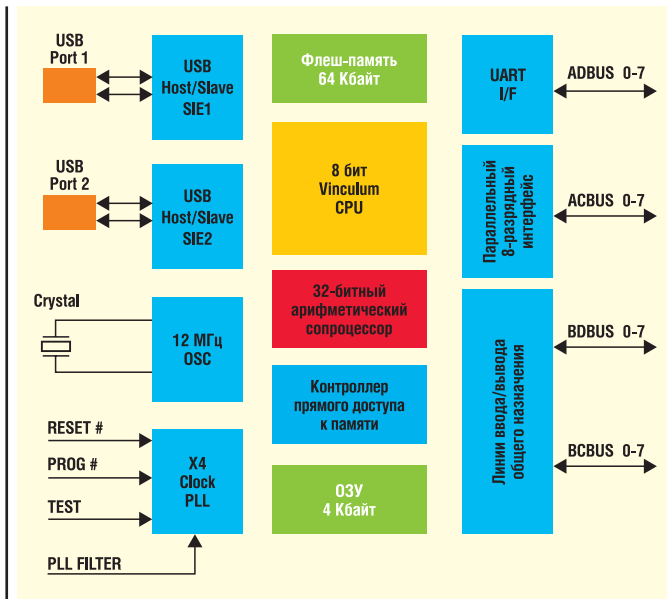 USB
Port 1
USB
Host/Slave
SIE1
USB
Port 2
USB
Host/Slave
SIE2
Crystal
12 МГц
OSC
RESET #
PROG #
TEST
PLL FILTER
X4
Clock
PLL
Флеш-память
64 Кбайт
8 бит
Vinculum
CPU
32-битный
арифметический
сопроцессор
Контроллер
прямого доступа
к памяти
ОЗУ
4 Кбайт
UART
I/F
Параллельный
8-разрядный
интерфейс
Линии ввода/вывода
общего назначения
ADBUS 0-7
ACBUS 0-7
BDBUS 0-7
BCBUS 0-7